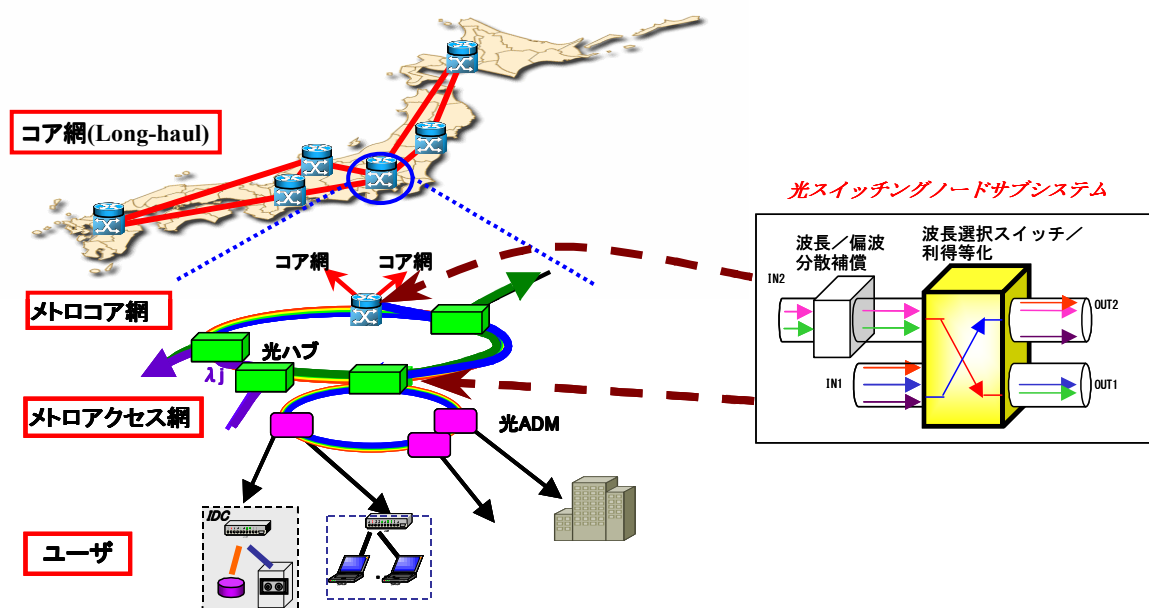 コア網(Long-haul)
光スイッチングノードサブシステム
波長／偏波
分散補償
波長選択スイッチ／
利得等化
IN2
OUT2
IN1
OUT1
コア網
コア網
メトロコア網
光ハブ
λj
メトロアクセス網
光ADM
IDC
ユーザ